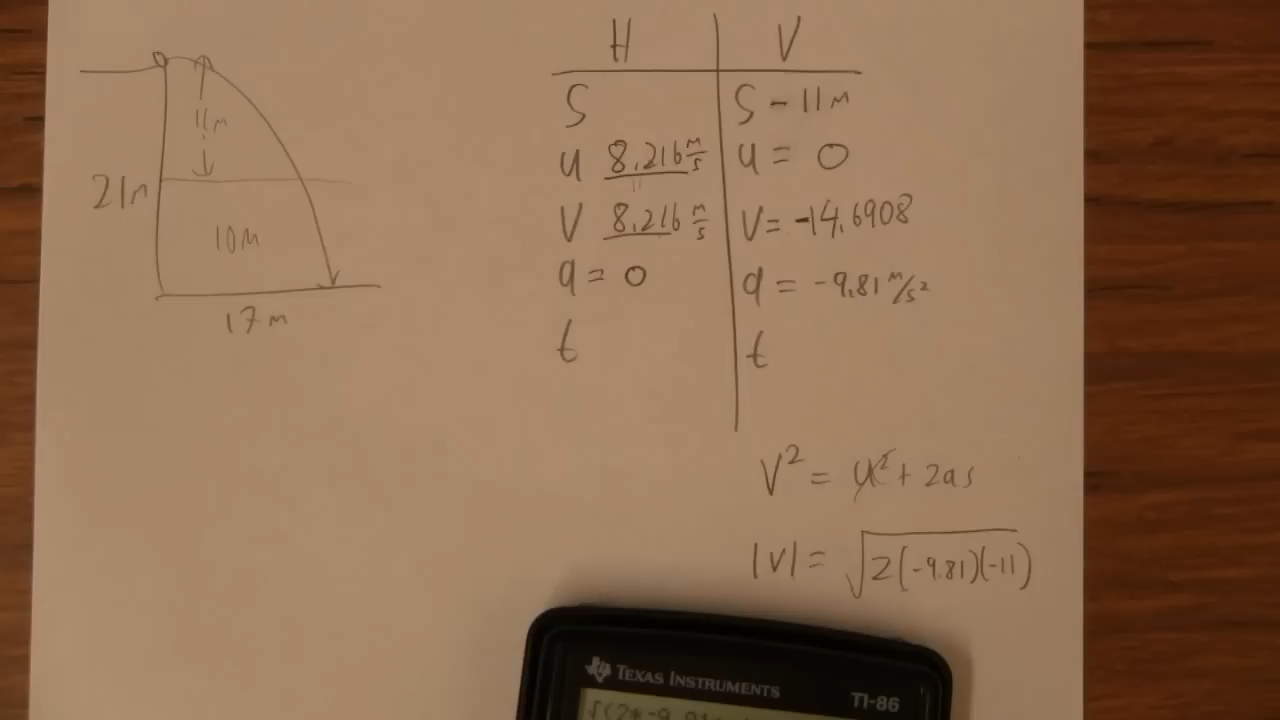 H V
S S - 11m
u 8.216 m/s u = 0
V 8.216 m/s V = -14.6908
a = 0 a = -9.81 m/s²
t t
11m
21m
10M
17m
V² = u² + 2as
|V| = √2(-9.81)(-11)
TEXAS INSTRUMENTS TI-86